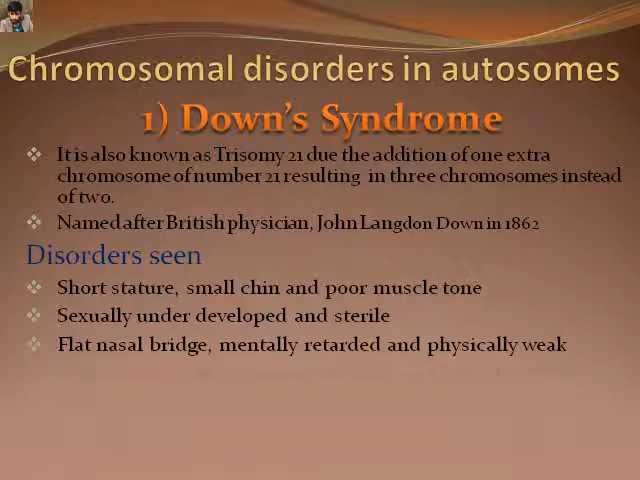 Chromosomal disorders in autosomes
1) Down's Syndrome
❖ It is also known as Trisomy 21 due the addition of one extra
chromosome of number 21 resulting in three chromosomes instead
of two.
❖ Named after British physician, John Langdon Down in 1862
Disorders seen
❖ Short stature, small chin and poor muscle tone
❖ Sexually under developed and sterile
❖ Flat nasal bridge, mentally retarded and physically weak